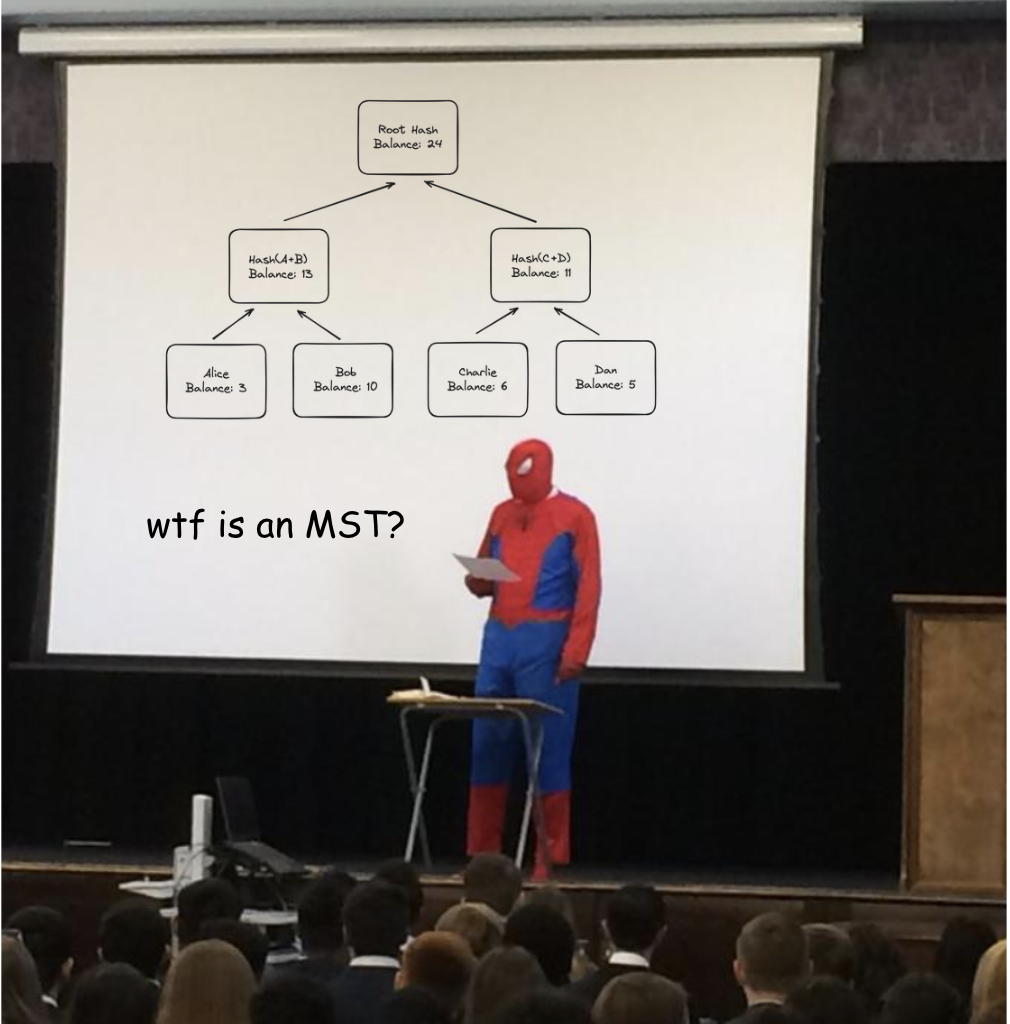 Root Hash
Balance: 24
Hash(A+B)
Balance: 13
Hash(C+D)
Balance: 11
Alice
Balance: 3
Bob
Balance: 10
Charlie
Balance: 6
Dan
Balance: 5
wtf is an MST?